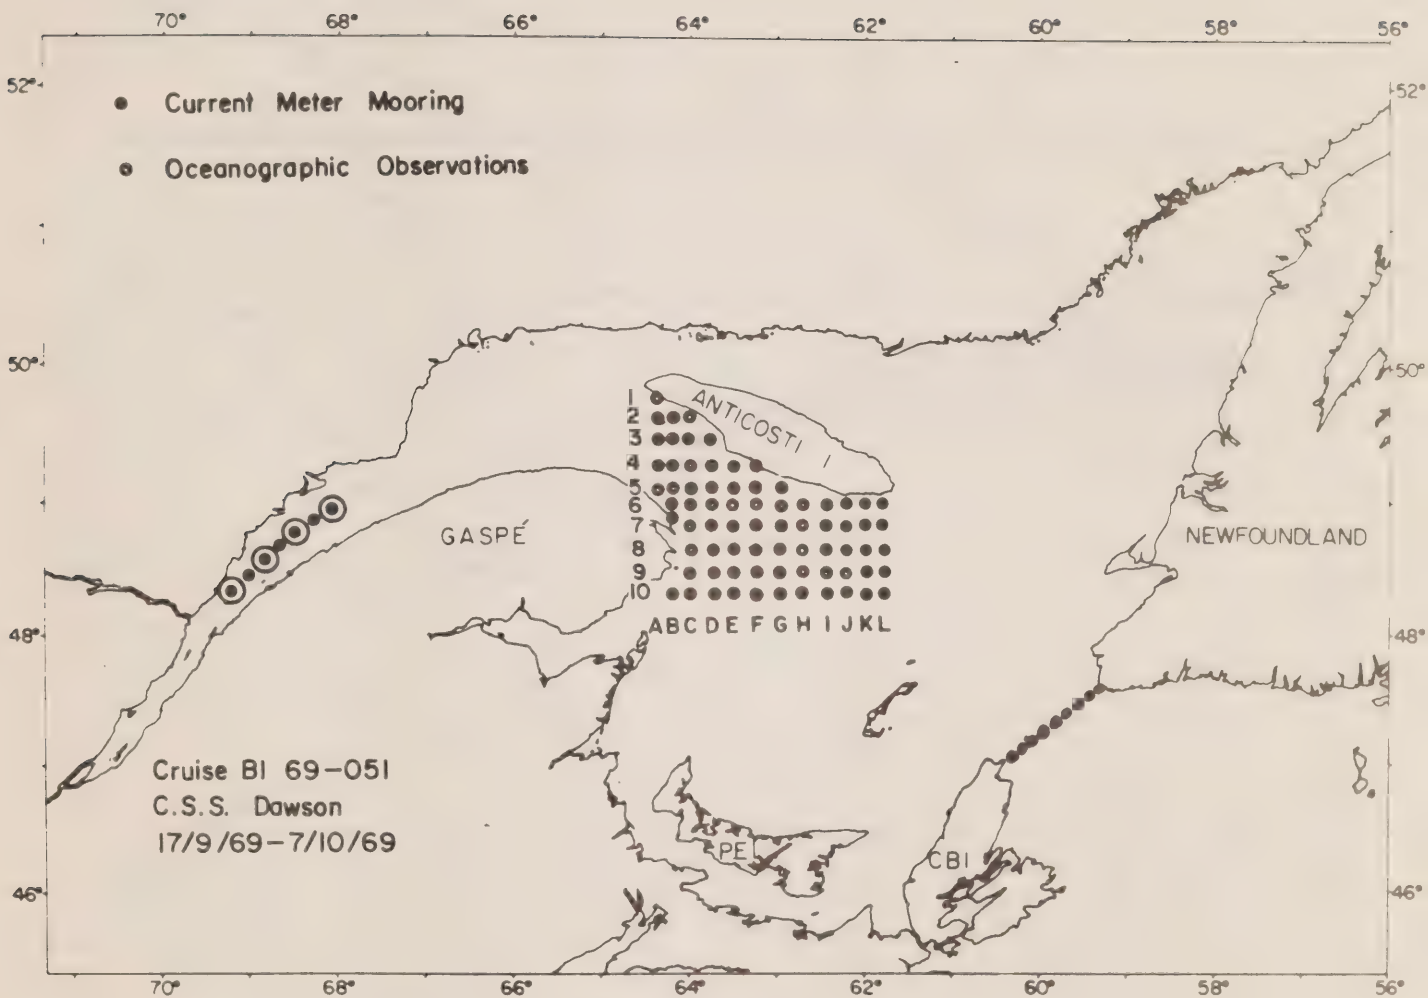 70° 68° 66° 64° 62° 60° 58° 56°
52° 52°
● Current Meter Mooring
● Oceanographic Observations
50° 50°
ANTICOSTI I
1
2
3
4
5
6
7
8
9
10
GASPÉ
NEWFOUNDLAND
A B C D E F G H I J K L
48° 48°
Cruise BI 69-051
C.S.S. Dawson
17/9/69-7/10/69
PE
CBI
46° 46°
70° 68° 66° 64° 62° 60° 58° 56°